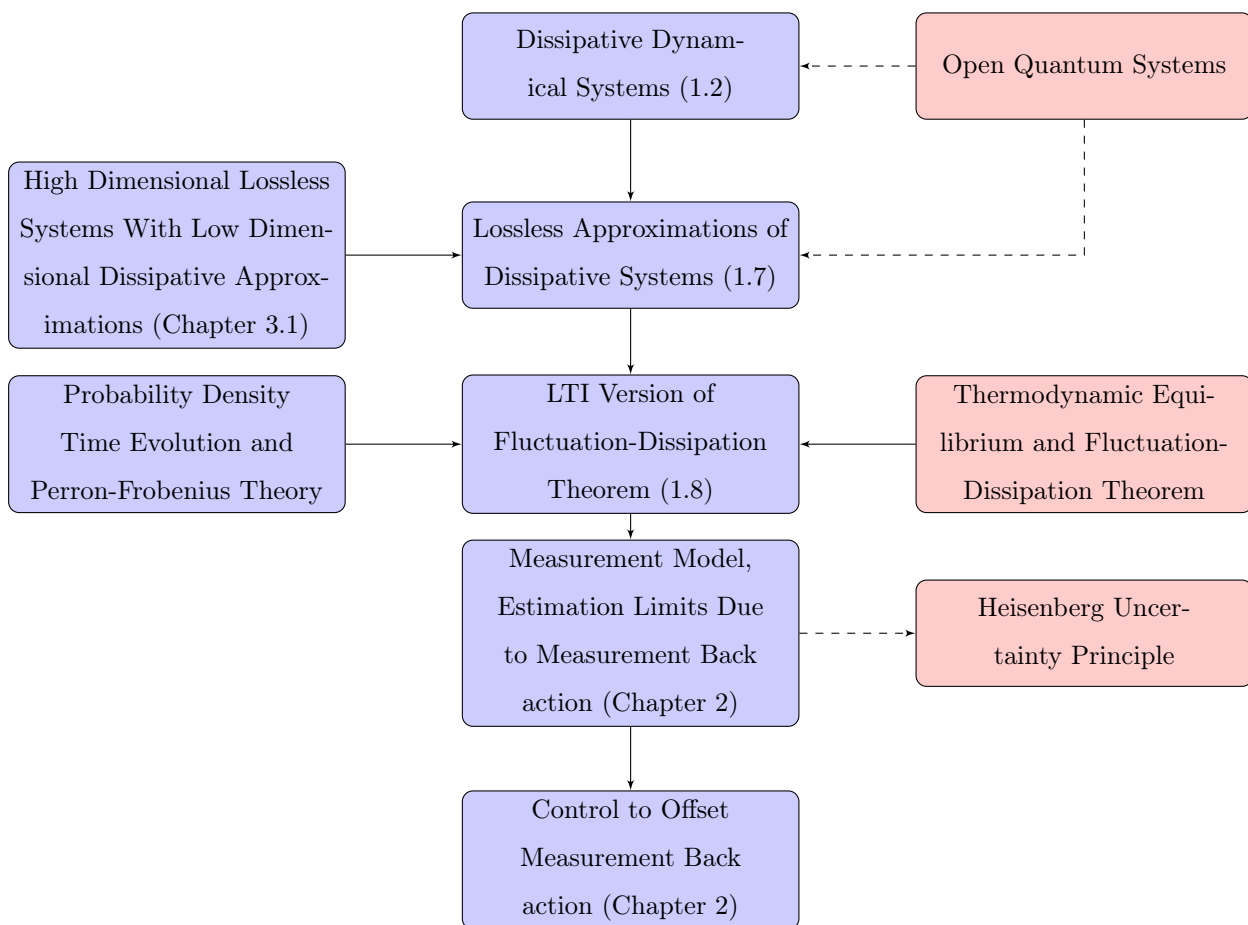 Dissipative Dynam-
ical Systems (1.2)
Open Quantum Systems
High Dimensional Lossless
Systems With Low Dimen-
sional Dissipative Approx-
imations (Chapter 3.1)
Lossless Approximations of
Dissipative Systems (1.7)
Probability Density
Time Evolution and
Perron-Frobenius Theory
LTI Version of
Fluctuation-Dissipation
Theorem (1.8)
Thermodynamic Equi-
librium and Fluctuation-
Dissipation Theorem
Measurement Model,
Estimation Limits Due
to Measurement Back
action (Chapter 2)
Heisenberg Uncer-
tainty Principle
Control to Offset
Measurement Back
action (Chapter 2)